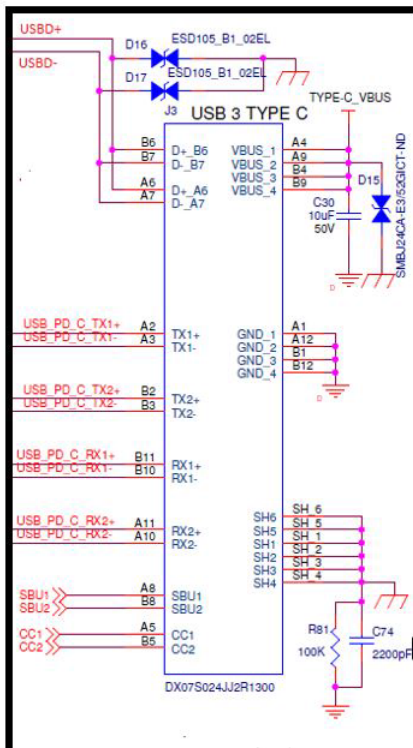 USBD+
USBD-
D16
ESD105_B1_02EL
D17
ESD105_B1_02EL
J3
USB 3 TYPE C
TYPE-C_VBUS
B6
D+_B6
B7
D-_B7
A6
D+_A6
A7
D-_A7
VBUS_1
A4
VBUS_2
A9
VBUS_3
B4
VBUS_4
B9
D15
SMBJ24CA-E3/52GICT-ND
C30
10uF
50V
D
USB_PD_C_TX1+
A2
TX1+
USB_PD_C_TX1-
A3
TX1-
GND_1
A1
GND_2
A12
GND_3
B1
GND_4
B12
D
USB_PD_C_TX2+
B2
TX2+
USB_PD_C_TX2-
B3
TX2-
USB_PD_C_RX1+
B11
RX1+
USB_PD_C_RX1-
B10
RX1-
USB_PD_C_RX2+
A11
RX2+
USB_PD_C_RX2-
A10
RX2-
SH6
SH_6
SH5
SH_5
SH1
SH_1
SH2
SH_2
SH3
SH_3
SH4
SH_4
SBU1
A8
SBU1
SBU2
B8
SBU2
CC1
A5
CC1
CC2
B5
CC2
R81
100K
C74
2200pF
DX07S024JJ2R1300